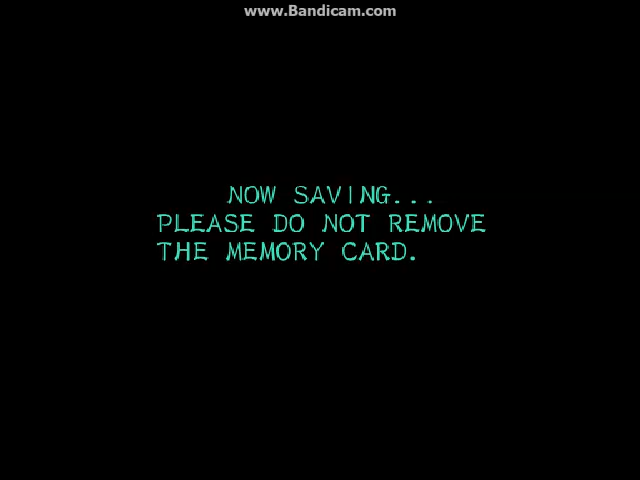 www.Bandicam.com
NOW SAVING...
PLEASE DO NOT REMOVE
THE MEMORY CARD.